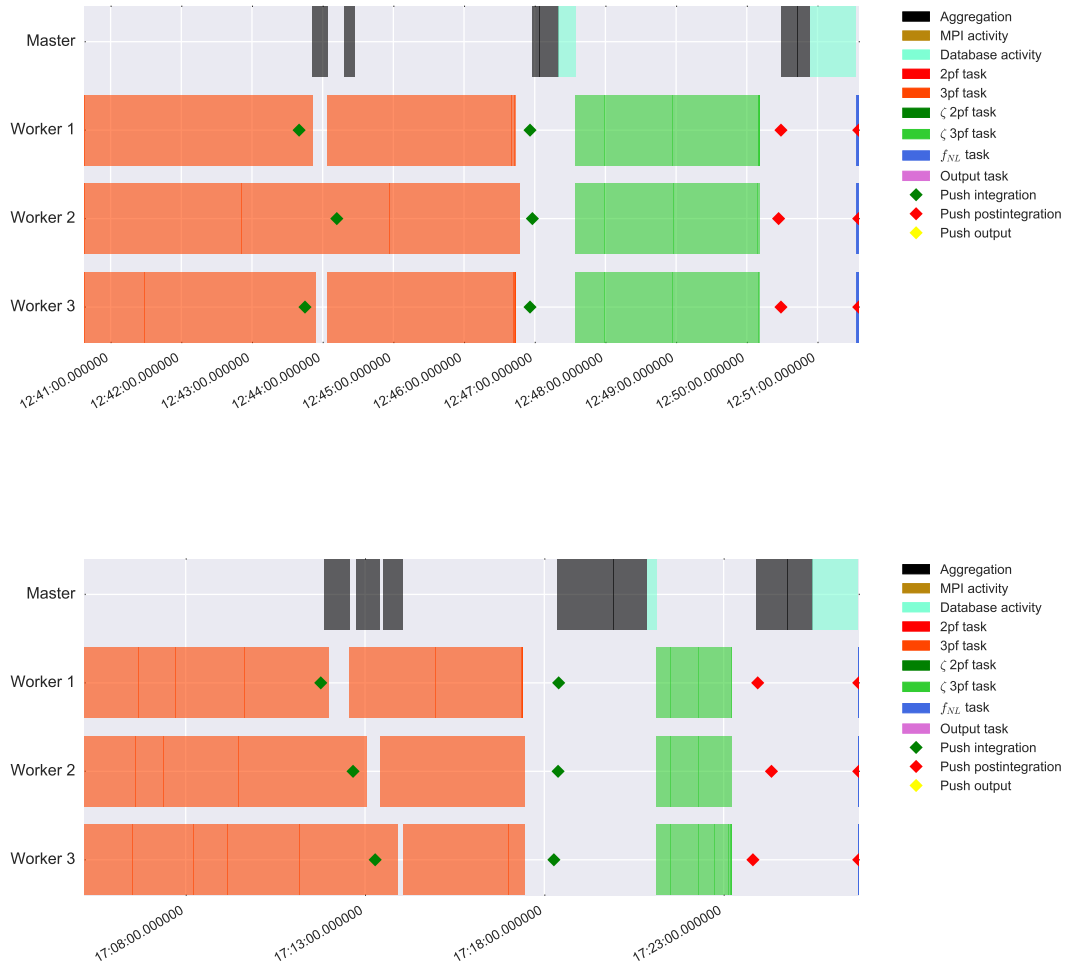 Master
Worker 1
Worker 2
Worker 3
12:41:00.000000
12:42:00.000000
12:43:00.000000
12:44:00.000000
12:45:00.000000
12:46:00.000000
12:47:00.000000
12:48:00.000000
12:49:00.000000
12:50:00.000000
12:51:00.000000
Aggregation
MPI activity
Database activity
2pf task
3pf task
ζ 2pf task
ζ 3pf task
f_NL task
Output task
Push integration
Push postintegration
Push output
Master
Worker 1
Worker 2
Worker 3
17:08:00.000000
17:13:00.000000
17:18:00.000000
17:23:00.000000
Aggregation
MPI activity
Database activity
2pf task
3pf task
ζ 2pf task
ζ 3pf task
f_NL task
Output task
Push integration
Push postintegration
Push output